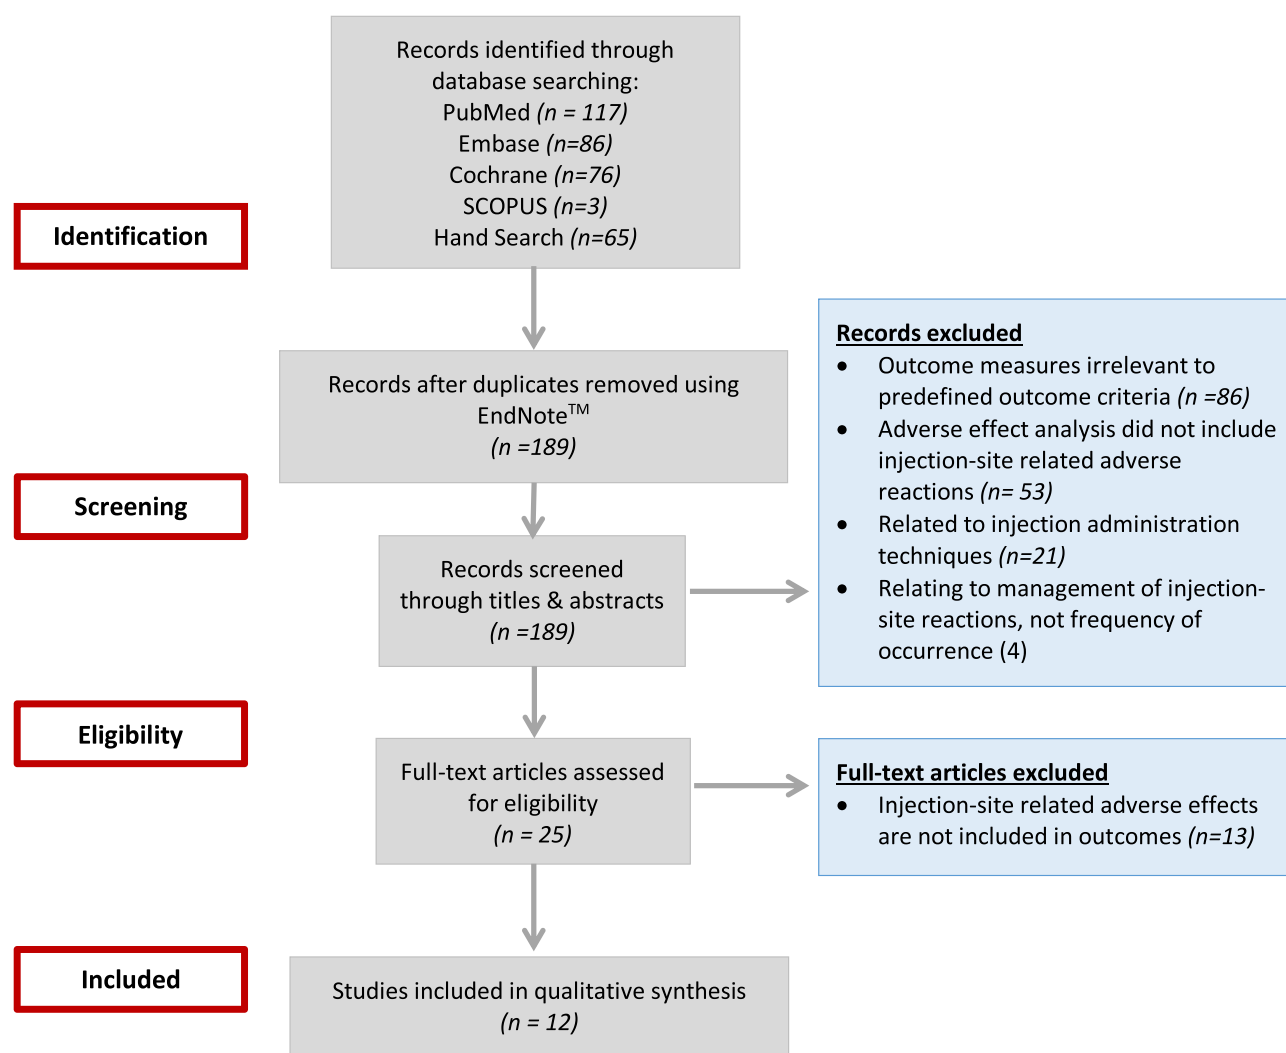 Records identified through
database searching:
PubMed (n = 117)
Embase (n=86)
Cochrane (n=76)
SCOPUS (n=3)
Hand Search (n=65)
Identification
Records after duplicates removed using
EndNote™
(n =189)
Records excluded
• Outcome measures irrelevant to
predefined outcome criteria (n =86)
• Adverse effect analysis did not include
injection-site related adverse
reactions (n= 53)
• Related to injection administration
techniques (n=21)
• Relating to management of injection-
site reactions, not frequency of
occurrence (4)
Screening
Records screened
through titles & abstracts
(n =189)
Eligibility
Full-text articles assessed
for eligibility
(n = 25)
Full-text articles excluded
• Injection-site related adverse effects
are not included in outcomes (n=13)
Included
Studies included in qualitative synthesis
(n = 12)